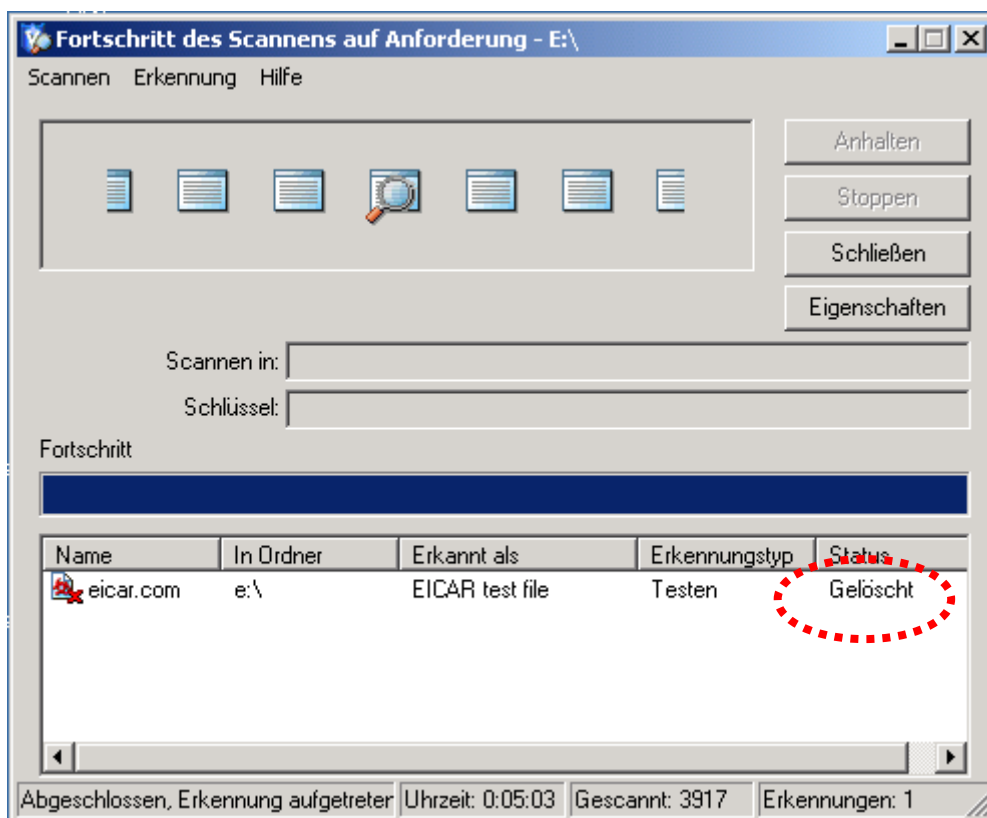 Fortschritt des Scannens auf Anforderung - E:\
Scannen Erkennung Hilfe
Anhalten
Stoppen
Schließen
Eigenschaften
Scannen in:
Schlüssel:
Fortschritt
Name In Ordner Erkannt als Erkennungstyp Status
eicar.com e:\ EICAR test file Testen Gelöscht
Abgeschlossen, Erkennung aufgetreter Uhrzeit: 0:05:03 Gescannt: 3917 Erkennungen: 1